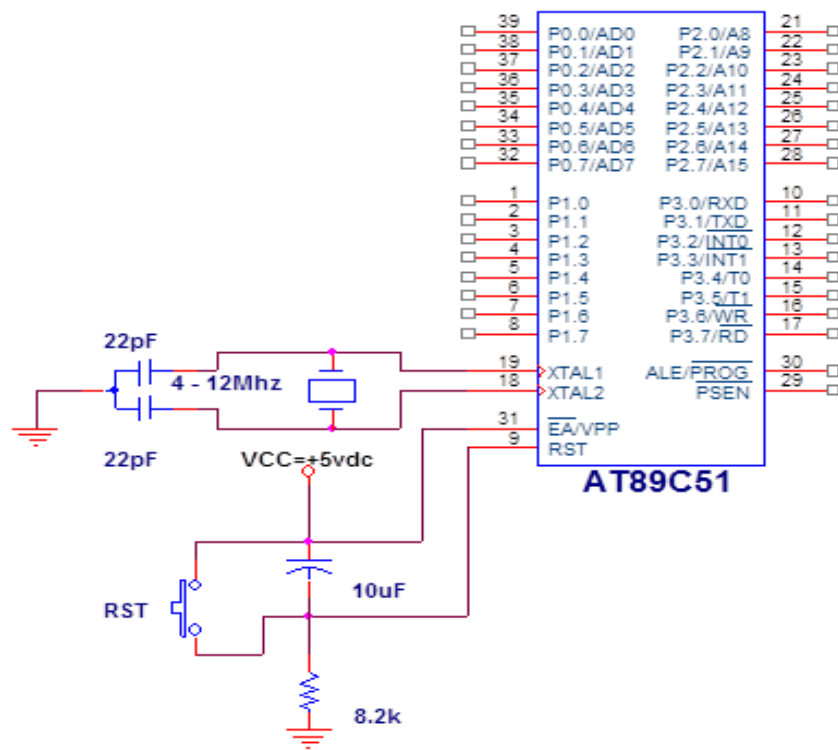 39 P0.0/AD0 P2.0/A8 21
38 P0.1/AD1 P2.1/A9 22
37 P0.2/AD2 P2.2/A10 23
36 P0.3/AD3 P2.3/A11 24
35 P0.4/AD4 P2.4/A12 25
34 P0.5/AD5 P2.5/A13 26
33 P0.6/AD6 P2.6/A14 27
32 P0.7/AD7 P2.7/A15 28
1 P1.0 P3.0/RXD 10
2 P1.1 P3.1/TXD 11
3 P1.2 P3.2/INT0 12
4 P1.3 P3.3/INT1 13
5 P1.4 P3.4/T0 14
6 P1.5 P3.5/T1 15
7 P1.6 P3.6/WR 16
8 P1.7 P3.7/RD 17
22pF
19 XTAL1 ALE/PROG 30
4 - 12Mhz
18 XTAL2 PSEN 29
31 EA/VPP
22pF
VCC=+5vdc
9 RST
AT89C51
10uF
RST
8.2k